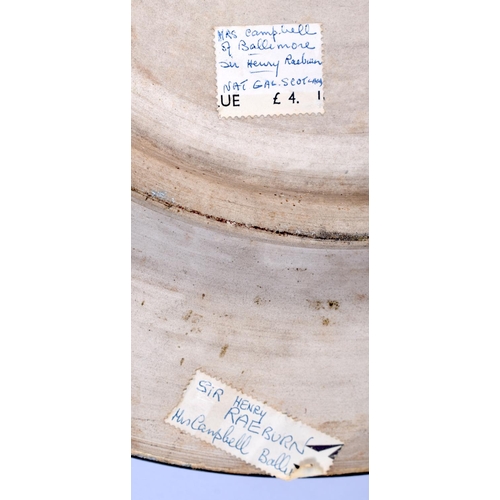 MRS Campbell
of Ballimore
Sir Henry Raeburn
NAT GAL. SCOTLAND
UE £ 4. 1
SIR HENRY
RAEBURN
Mrs Campbell Balli